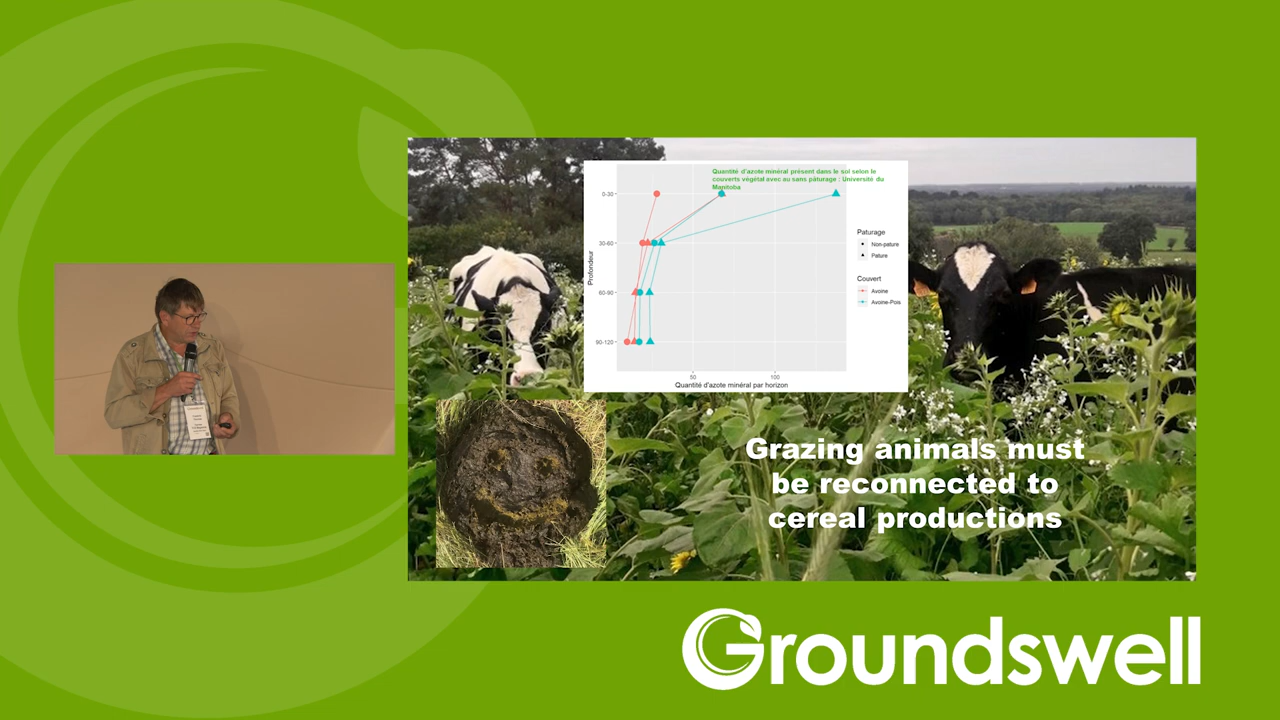 Quantité d'azote minéral présent dans le sol selon le
couverts végétal avec au sans pâturage : Université du
Manitoba
0-30
30-60
60-90
90-120
Profondeur
50
100
Quantité d'azote minéral par horizon
Paturage
Non-pature
Pature
Couvert
Avoine
Avoine-Pois
Grazing animals must
be reconnected to
cereal productions
Groundswell